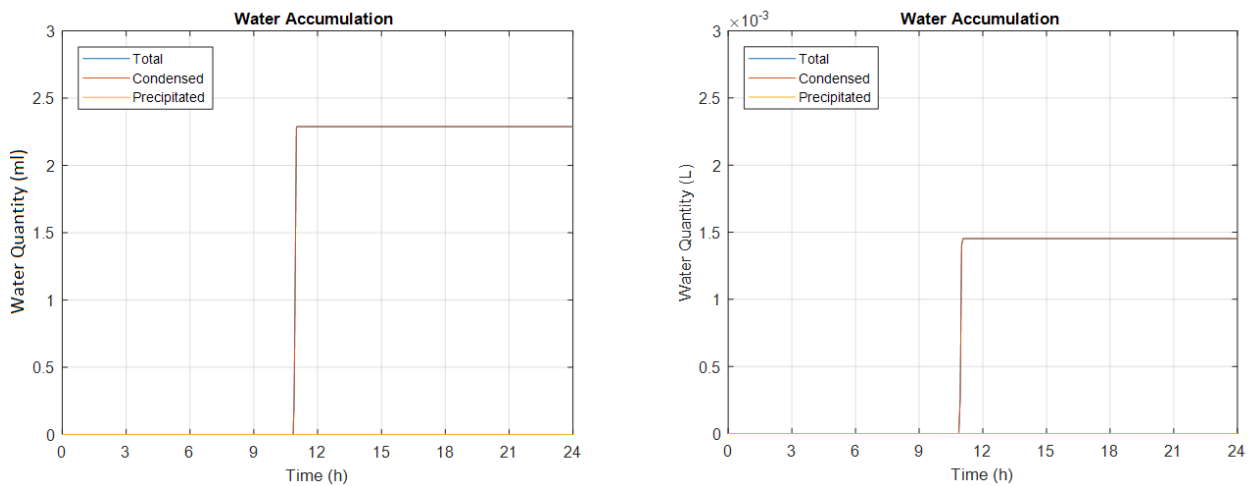 Water Accumulation
3
2.5
2
1.5
1
0.5
0
Water Quantity (ml)
Total
Condensed
Precipitated
0 3 6 9 12 15 18 21 24
Time (h)
×10⁻³ Water Accumulation
3
2.5
2
1.5
1
0.5
0
Water Quantity (L)
Total
Condensed
Precipitated
0 3 6 9 12 15 18 21 24
Time (h)